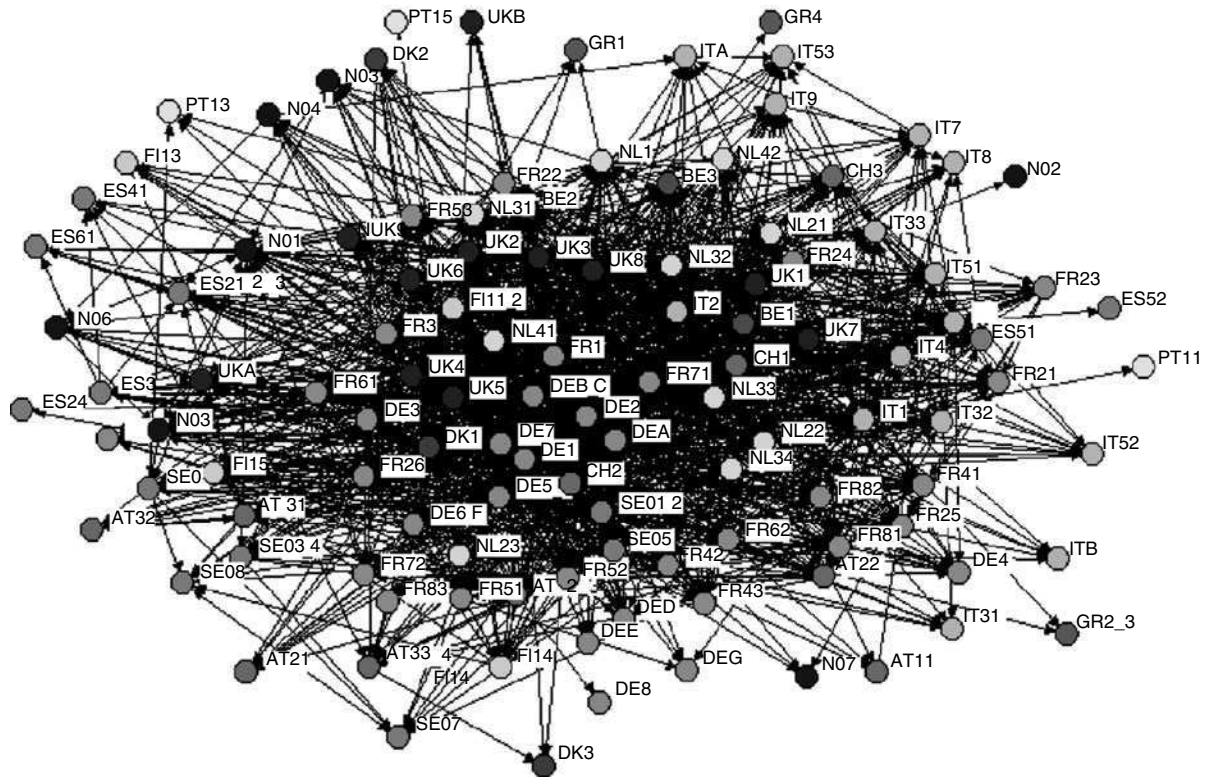 PT15
UKB
GR4
GR1
DK2
ITA
IT53
N03
PT13
N04
IT9
IT7
FI13
NL1
NL42
IT8
FR22
BE3
CH3
N02
ES41
BE2
NL31
FR53
NL21
IT33
ES61
N01
UK2
UK3
UK8
NL32
FR24
UK6
UK1
IT51
FR23
ES21 2 3
FI11 2
ES52
N06
FR3
NL41
IT2
BE1
UK7
ES51
FR1
CH1
IT4
PT11
UKA
UK4
FR71
FR21
ES3
FR61
UK5
DEB C
NL33
ES24
N03
DE3
DE2
IT1
IT32
DK1
DE7
DEA
NL22
IT52
DE1
FI15
SE0
FR26
CH2
NL34
FR41
DE5
FR82
AT 31
SE01 2
AT32
DE6 F
FR25
FR62
FR81
SE03 4
NL23
SE05
ITB
FR72
FR52
FR42
AT22
DE4
SE08
FR83
FR51
AT 2
DED
FR43
IT31
GR2_3
DEE
AT21
AT33 4
FI14
DEG
N07
AT11
FI14
DE8
SE07
DK3